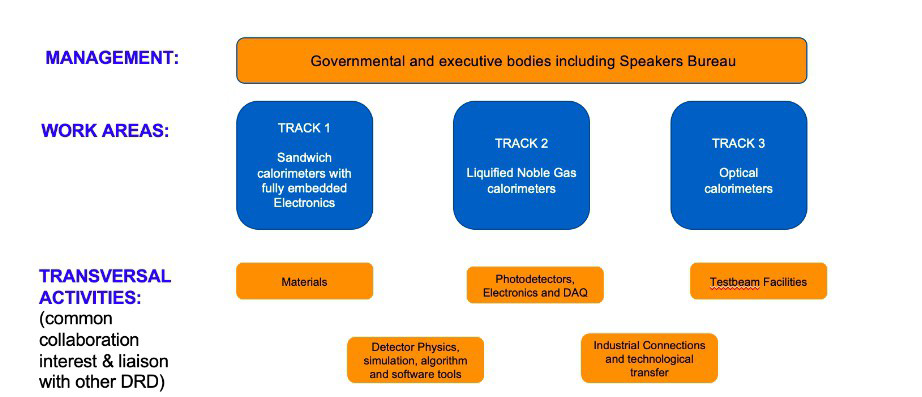 MANAGEMENT:
Governmental and executive bodies including Speakers Bureau
WORK AREAS:
TRACK 1
Sandwich
calorimeters with
fully embedded
Electronics
TRACK 2
Liquified Noble Gas
calorimeters
TRACK 3
Optical
calorimeters
TRANSVERSAL
ACTIVITIES:
(common
collaboration
interest & liaison
with other DRD)
Materials
Photodetectors,
Electronics and DAQ
Testbeam Facilities
Detector Physics,
simulation, algorithm
and software tools
Industrial Connections
and technological
transfer